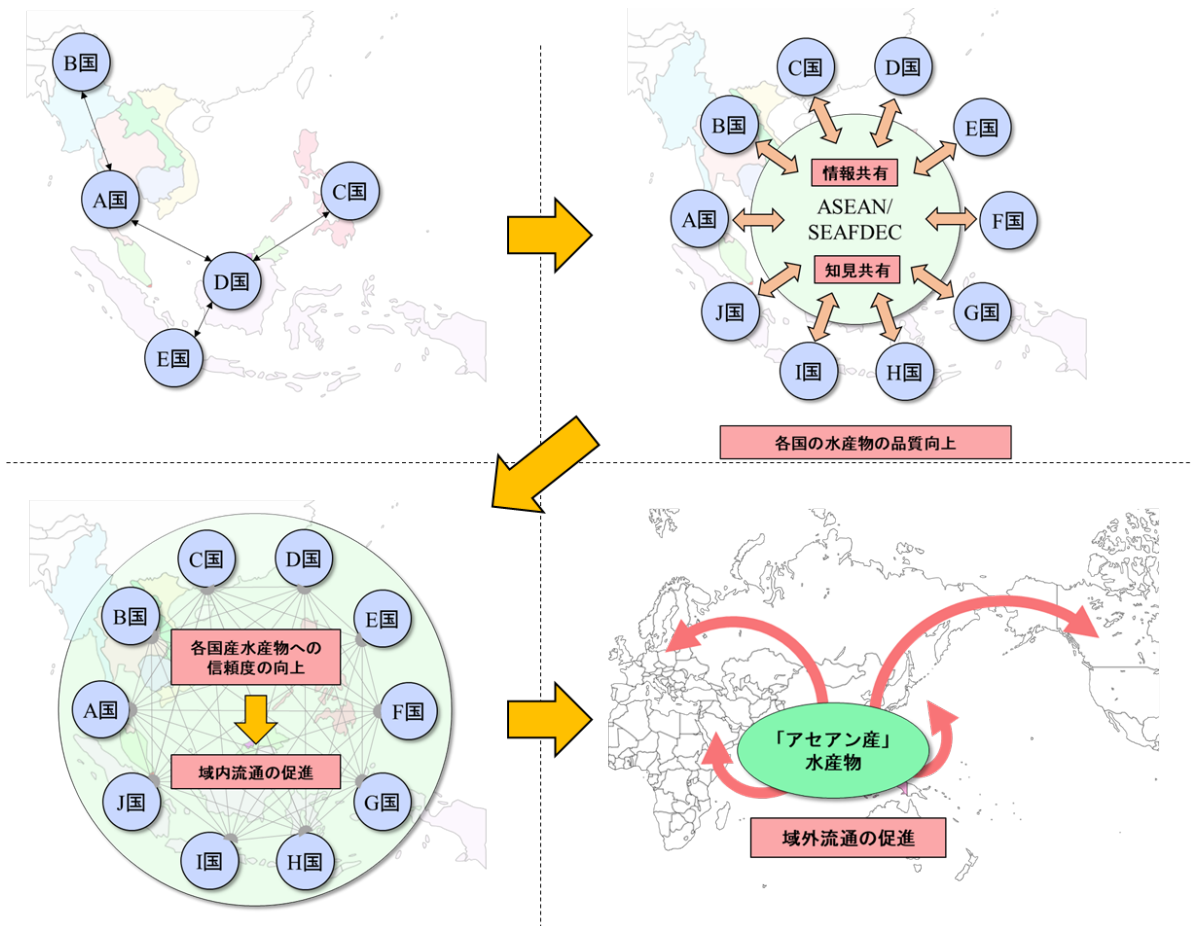 B国
A国
C国
D国
E国
C国
D国
B国
E国
情報共有
A国
ASEAN/
SEAFDEC
F国
知見共有
J国
G国
I国
H国
各国の水産物の品質向上
C国
D国
B国
E国
各国産水産物への
信頼度の向上
A国
F国
域内流通の促進
J国
G国
I国
H国
「アセアン産」
水産物
域外流通の促進